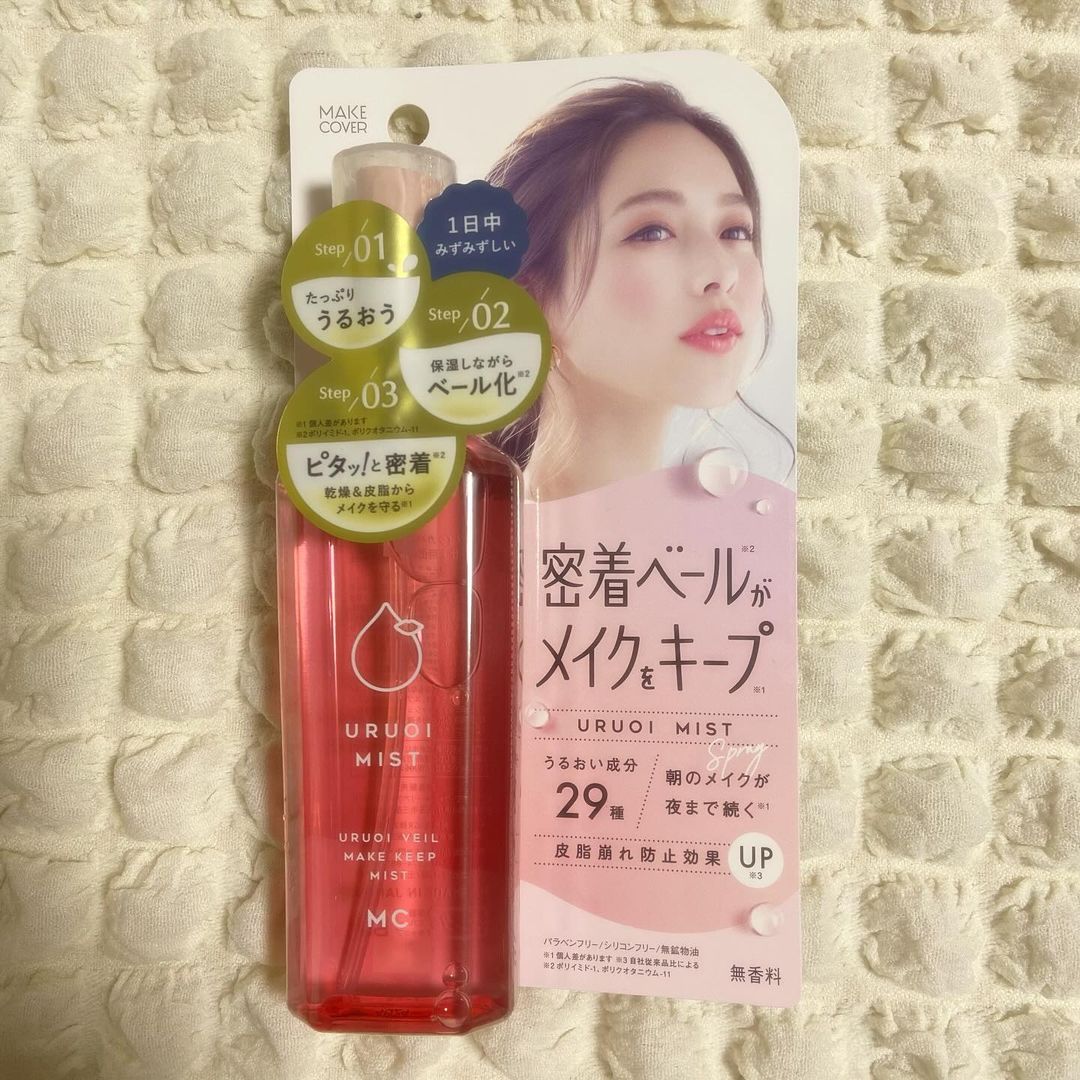 MAKE
COVER
1日中
みずみずしい
Step 01
たっぷり
うるおう
Step 02
保湿しながら
ベール化※2
Step 03
※1 個人差があります
※2 ポリイミド-1、ポリクオタニウム-11
ピタッ!と密着※2
乾燥&皮脂から
メイクを守る※1
密着ベールが※2
メイクをキープ※1
URUOI MIST
Spray
うるおい成分
29種
朝のメイクが
夜まで続く※1
皮脂崩れ防止効果
UP
※3
パラベンフリー/シリコンフリー/無鉱物油
※1 個人差があります ※3 自社従来品比による
※2 ポリイミド-1、ポリクオタニウム-11
無香料
URUOI
MIST
URUOI VEIL
MAKE KEEP
MIST
MC